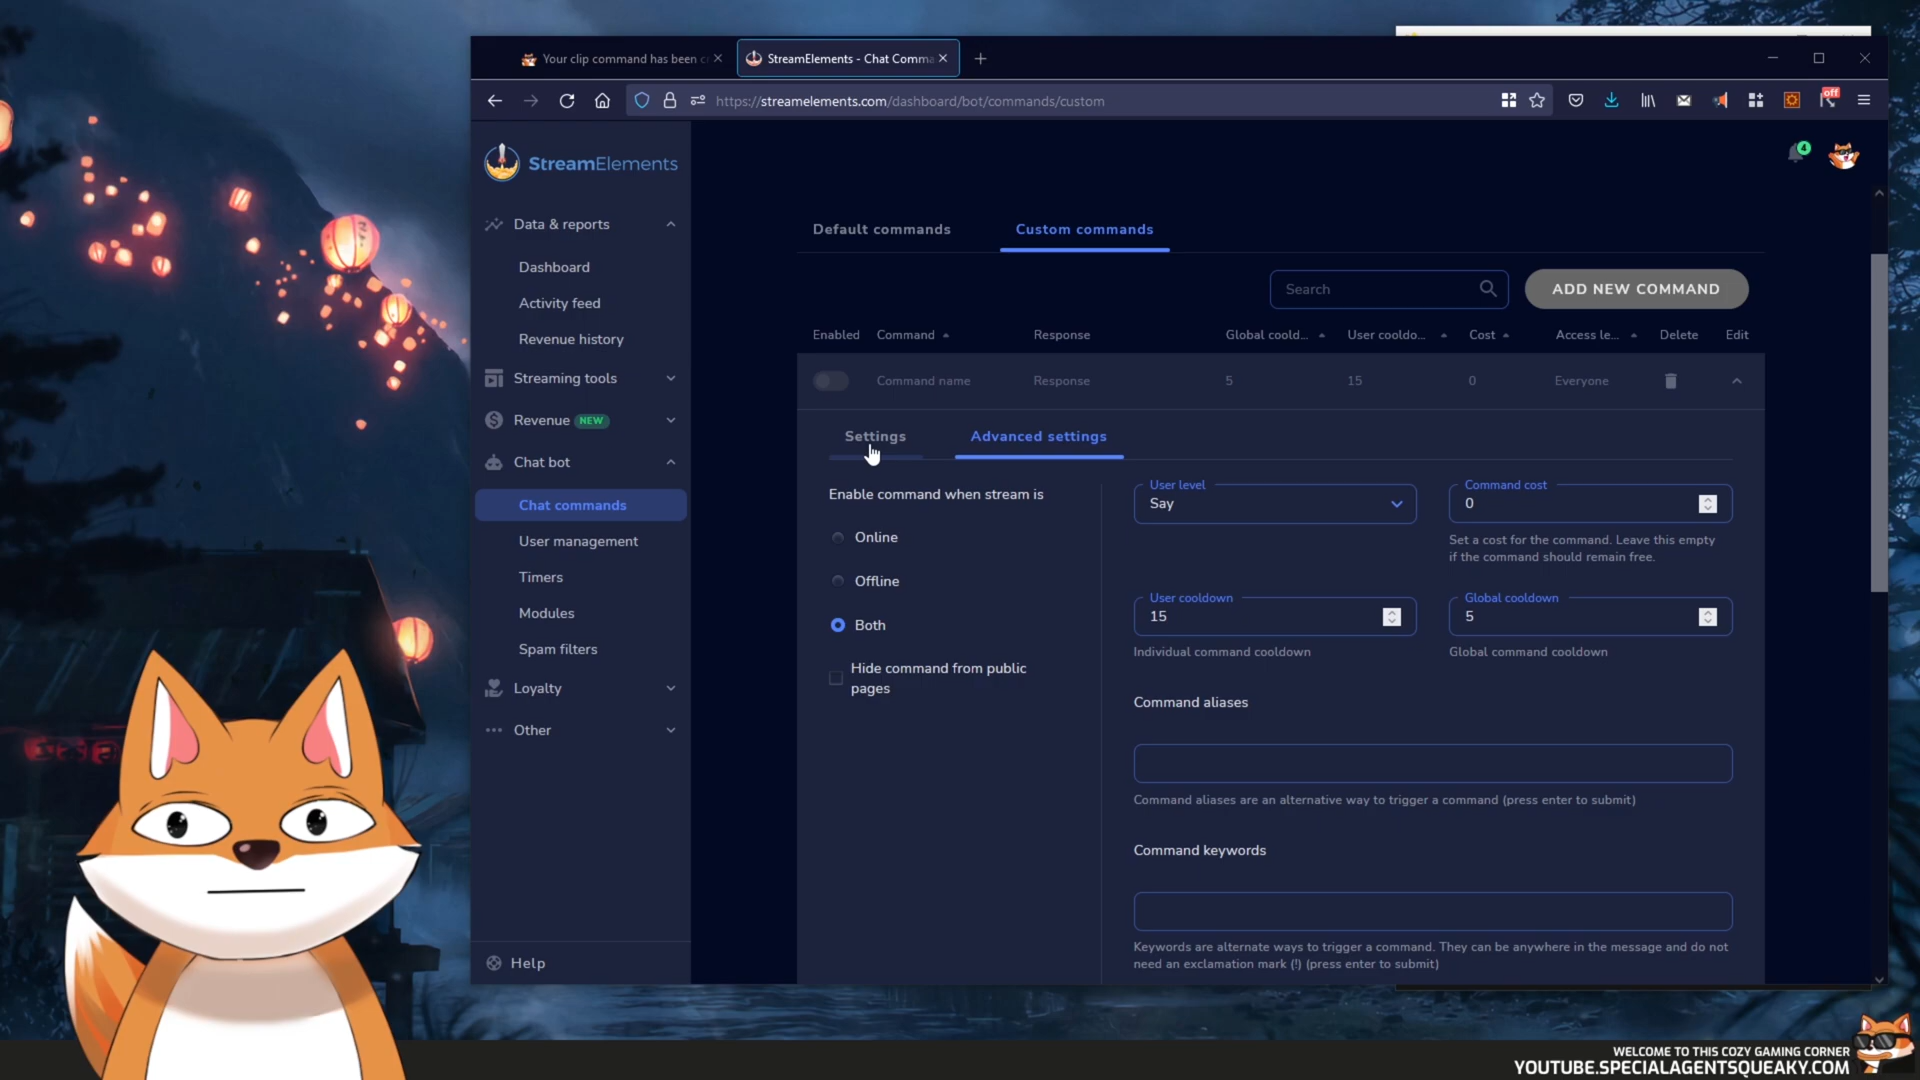 Your clip command has been c
StreamElements - Chat Comma
https://streamelements.com/dashboard/bot/commands/custom
off
StreamElements
4
Data & reports
Dashboard
Activity feed
Revenue history
Streaming tools
Revenue NEW
Chat bot
Chat commands
User management
Timers
Modules
Spam filters
Loyalty
Other
Help
Default commands
Custom commands
Search
ADD NEW COMMAND
Enabled Command Response Global coold... User cooldo... Cost Access le... Delete Edit
Command name Response 5 15 0 Everyone
Settings
Advanced settings
Enable command when stream is
Online
Offline
Both
Hide command from public
pages
User level
Say
Command cost
0
Set a cost for the command. Leave this empty
if the command should remain free.
User cooldown
15
Individual command cooldown
Global cooldown
5
Global command cooldown
Command aliases
Command aliases are an alternative way to trigger a command (press enter to submit)
Command keywords
Keywords are alternate ways to trigger a command. They can be anywhere in the message and do not
need an exclamation mark (!) (press enter to submit)
WELCOME TO THIS COZY GAMING CORNER
YOUTUBE.SPECIALAGENTSQUEAKY.COM